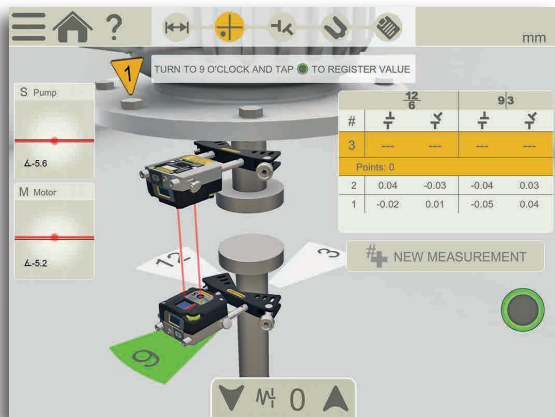 ?
mm
1
TURN TO 9 O'CLOCK AND TAP TO REGISTER VALUE
S Pump
∡-5.6
M Motor
∡-5.2
12
6
9 3
#
3 --- --- --- ---
Points: 0
2 0.04 -0.03 -0.04 0.03
1 -0.02 0.01 -0.05 0.04
# NEW MEASUREMENT
12
3
9
0